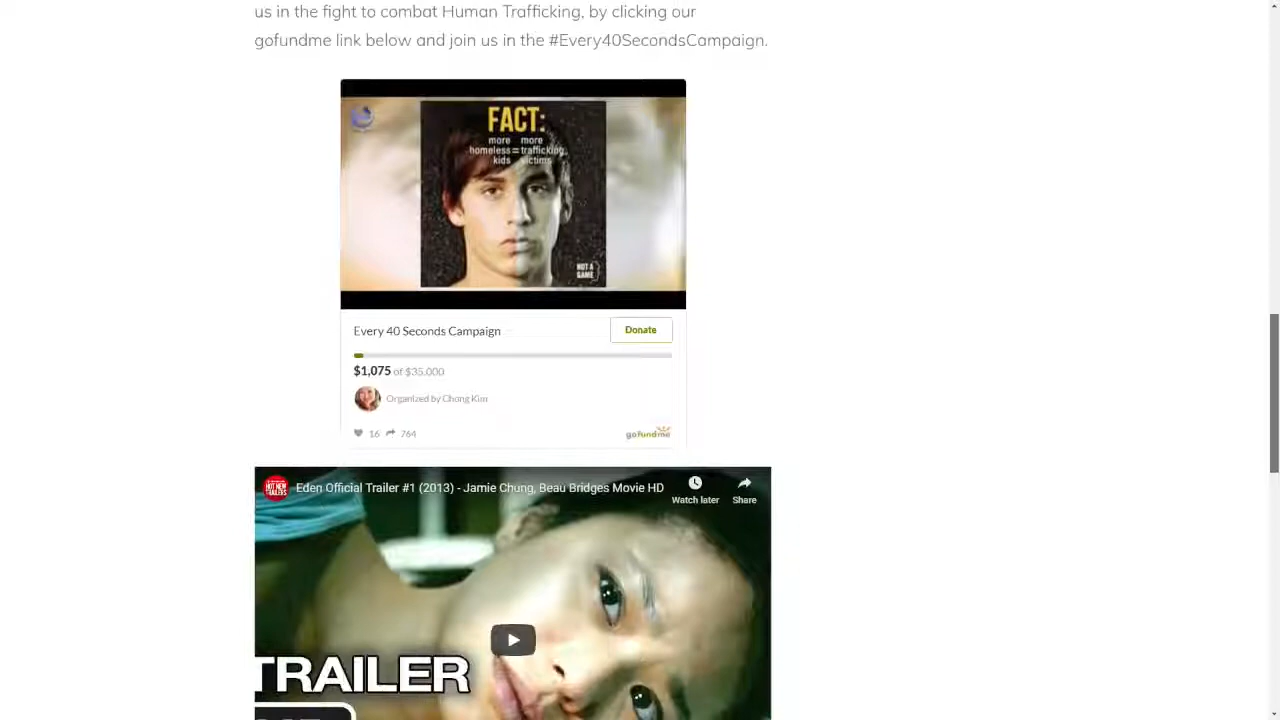 us in the fight to combat Human Trafficking, by clicking our
gofundme link below and join us in the #Every40SecondsCampaign.
FACT:
more more
homeless=trafficking
kids victims
NOT A
GAME
Every 40 Seconds Campaign
Donate
$1,075 of $35,000
Organized by Chong Kim
16 764
gofundme
HOT NEW
TRAILERS
Eden Official Trailer #1 (2013) - Jamie Chung, Beau Bridges Movie HD
Watch later
Share
TRAILER